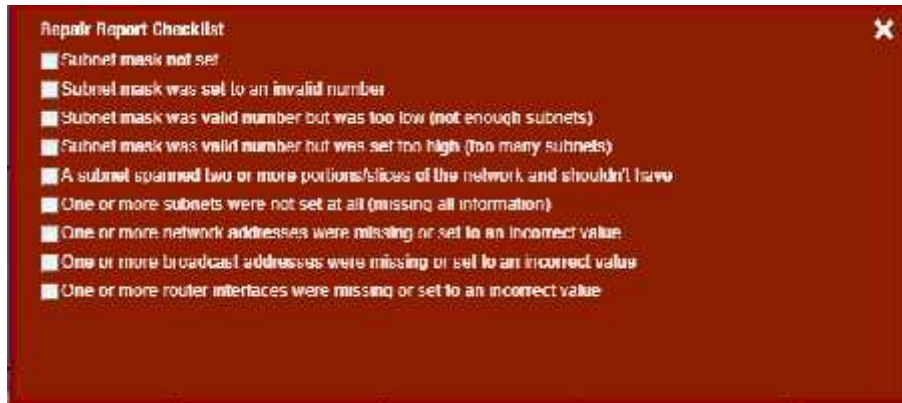 Repair Report Checklist
Subnet mask not set
Subnet mask was set to an invalid number
Subnet mask was valid number but was too low (not enough subnets)
Subnet mask was valid number but was set too high (too many subnets)
A subnet spanned two or more portions/slices of the network and shouldn't have
One or more subnets were not set at all (missing all information)
One or more network addresses were missing or set to an incorrect value
One or more broadcast addresses were missing or set to an incorrect value
One or more router interfaces were missing or set to an incorrect value